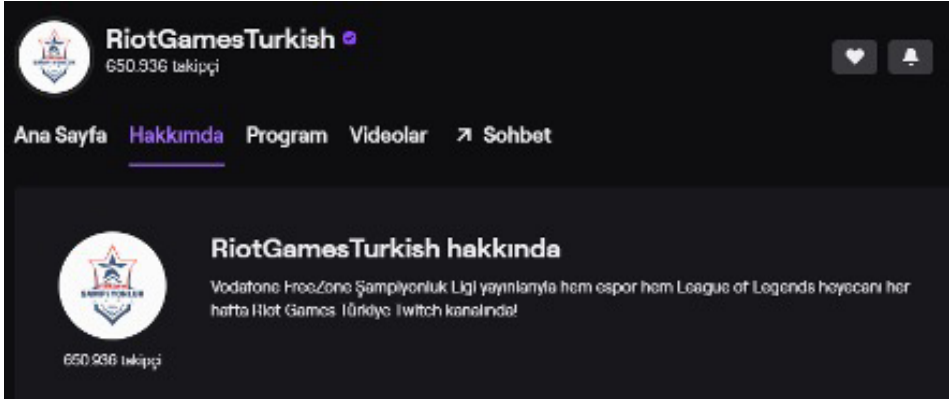 RiotGamesTurkish
650.936 takipçi
Ana Sayfa Hakkımda Program Videolar Sohbet
RiotGamesTurkish hakkında
Vodafone FreeZone Şampiyonluk Ligi yayınlarıyla hem espor hem League of Legends heyecanı her
hafta Riot Games Türkiye Twitch kanalında!
650.936 takipçi